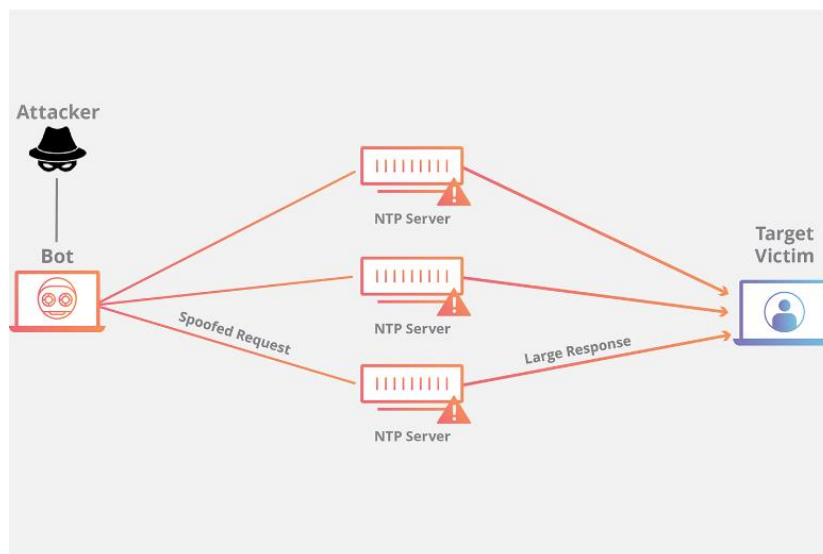 Attacker
Bot
NTP Server
NTP Server
NTP Server
Spoofed Request
Large Response
Target
Victim